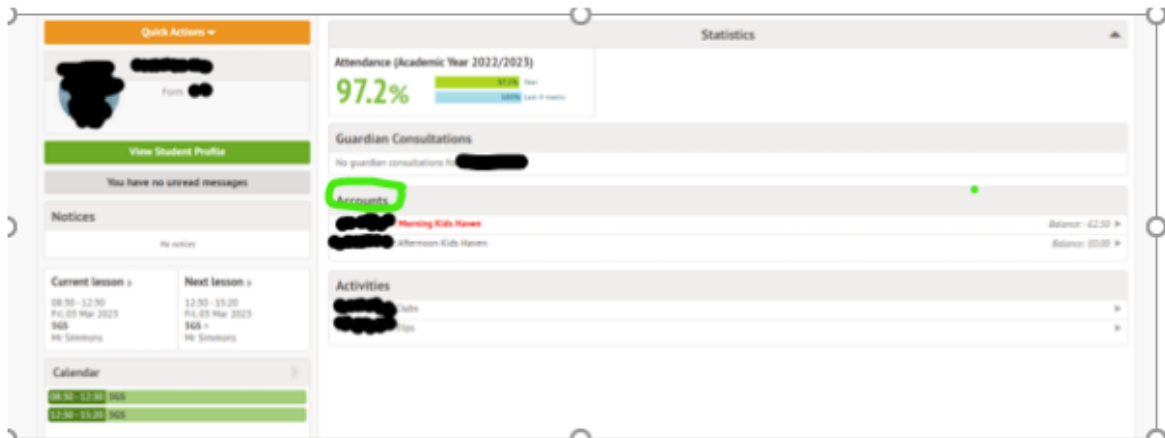 Quick Actions
Form
View Student Profile
You have no unread messages
Notices
No notices
Current lesson
08:30 - 12:30
Fri, 03 Mar 2023
5GS
Mr Simmons
Next lesson
12:30 - 15:20
Fri, 03 Mar 2023
5GS
Mr Simmons
Calendar
08:30 - 12:30 5GS
12:30 - 15:20 5GS
Statistics
Attendance (Academic Year 2022/2023)
97.2%
97.2% Year
100% Last 4 weeks
Guardian Consultations
No guardian consultations for
Accounts
Morning Kids Haven Balance: -£2.50
Afternoon Kids Haven Balance: £0.00
Activities
Clubs
Trips